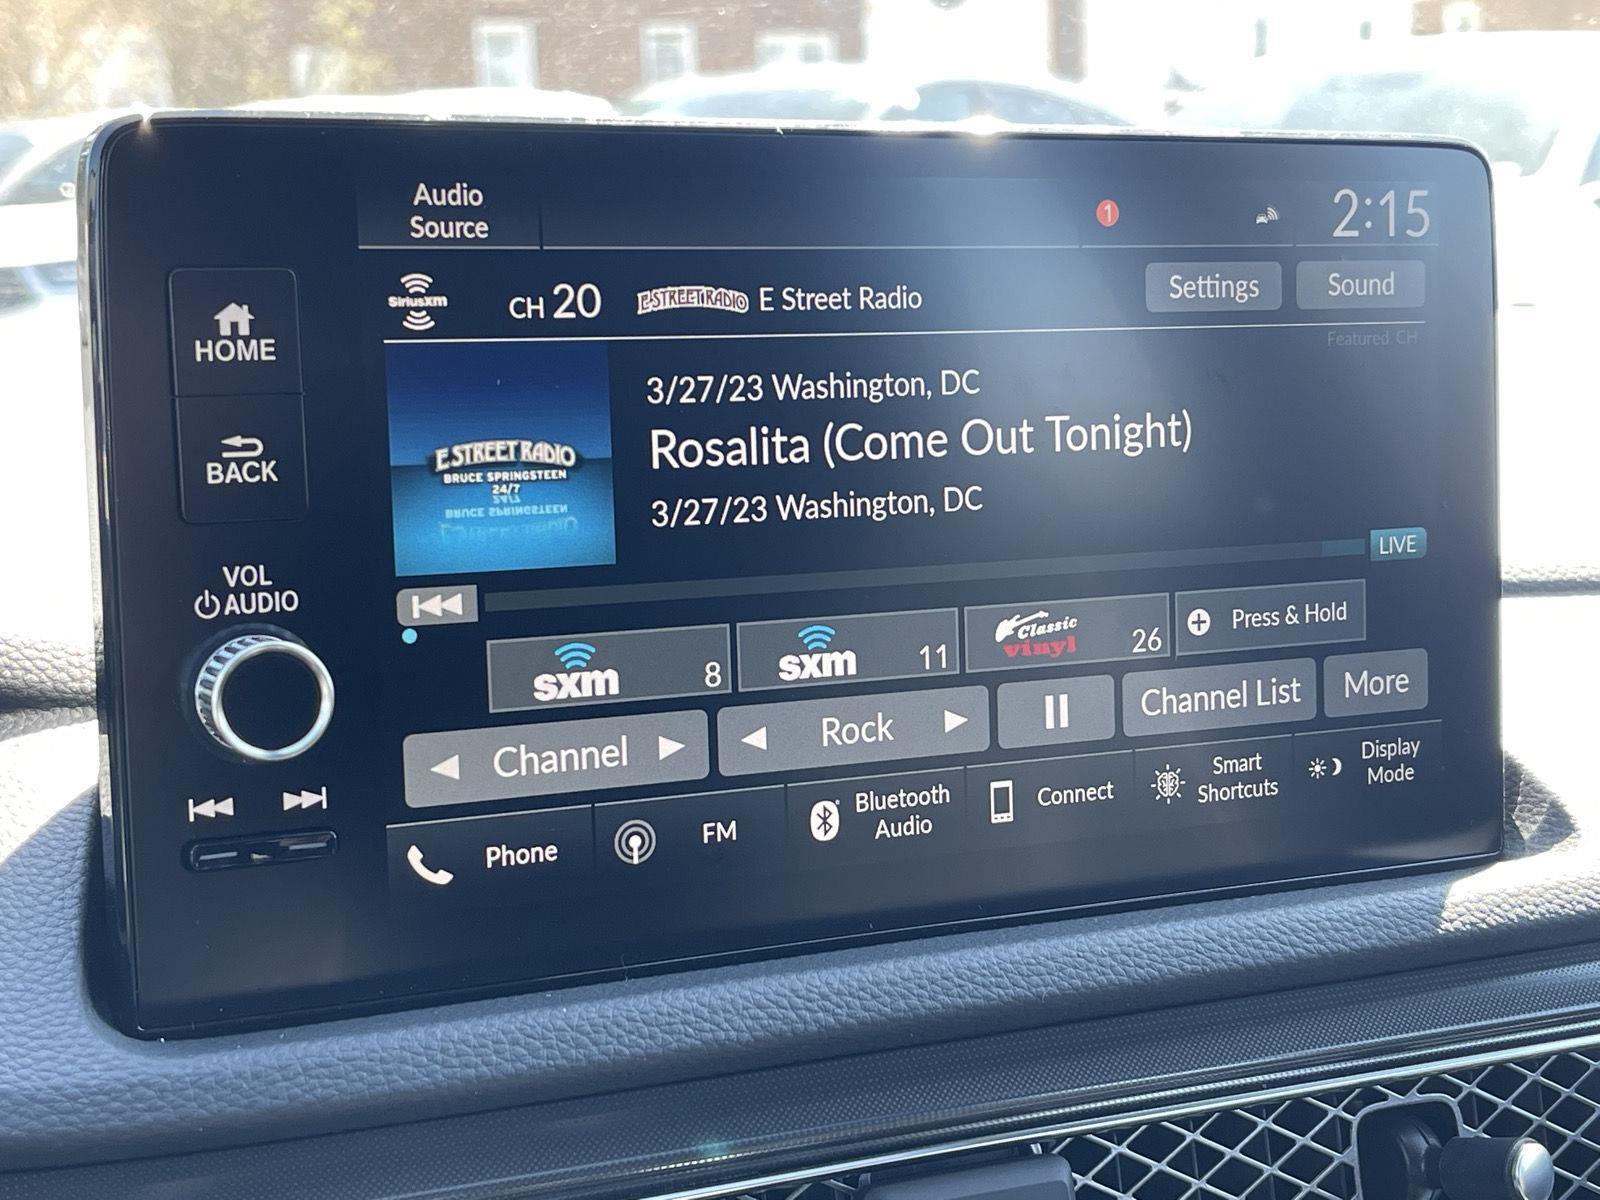 Audio
Source
1
2:15
HOME
SiriusXM
CH 20
E STREET RADIO
E Street Radio
Settings
Sound
Featured CH
3/27/23 Washington, DC
Rosalita (Come Out Tonight)
3/27/23 Washington, DC
E STREET RADIO
BRUCE SPRINGSTEEN
24/7
BACK
LIVE
VOL
AUDIO
sxm 8
sxm 11
Classic
vinyl 26
Press & Hold
Channel
Rock
Channel List
More
Phone
FM
Bluetooth
Audio
Connect
Smart
Shortcuts
Display
Mode